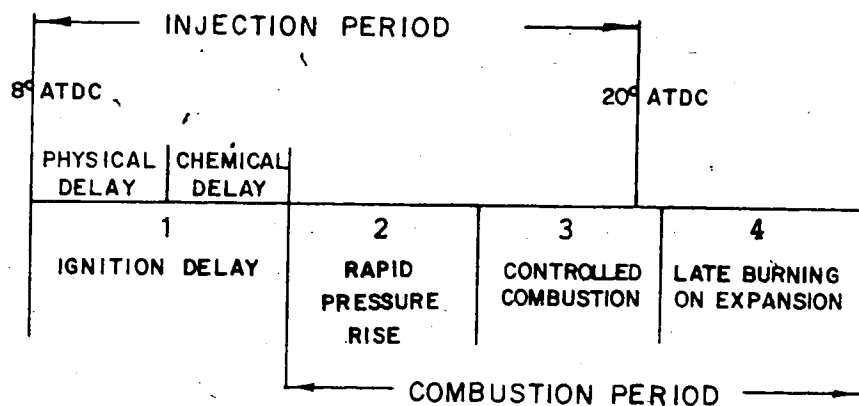 INJECTION PERIOD
8° ATDC
20° ATDC
PHYSICAL DELAY
CHEMICAL DELAY
1
IGNITION DELAY
2
RAPID
PRESSURE
RISE
3
CONTROLLED
COMBUSTION
4
LATE BURNING
ON EXPANSION
COMBUSTION PERIOD